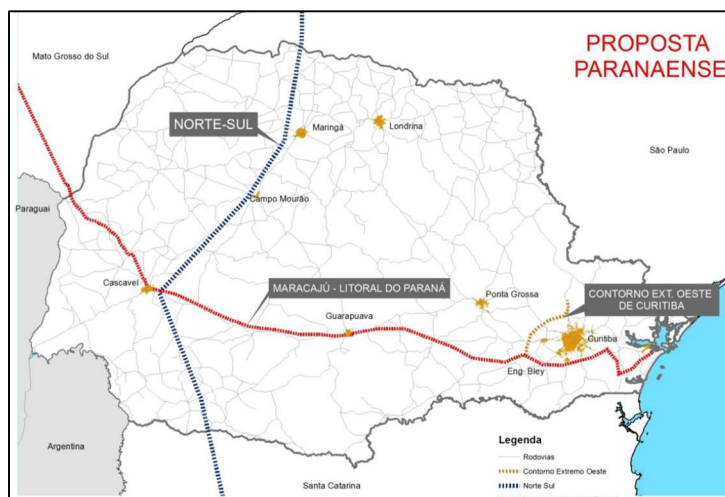 PROPOSTA
PARANAENSE
Mato Grosso do Sul
NORTE-SUL
Maringá
Londrina
São Paulo
Paraguai
Campo Mourão
Cascavel
MARACAJÚ - LITORAL DO PARANÁ
Ponta Grossa
CONTORNO EXT. OESTE
DE CURITIBA
Guarapuava
Curitiba
Eng. Bley
Argentina
Santa Catarina
Legenda
Rodovias
Contorno Extremo Oeste
Norte Sul